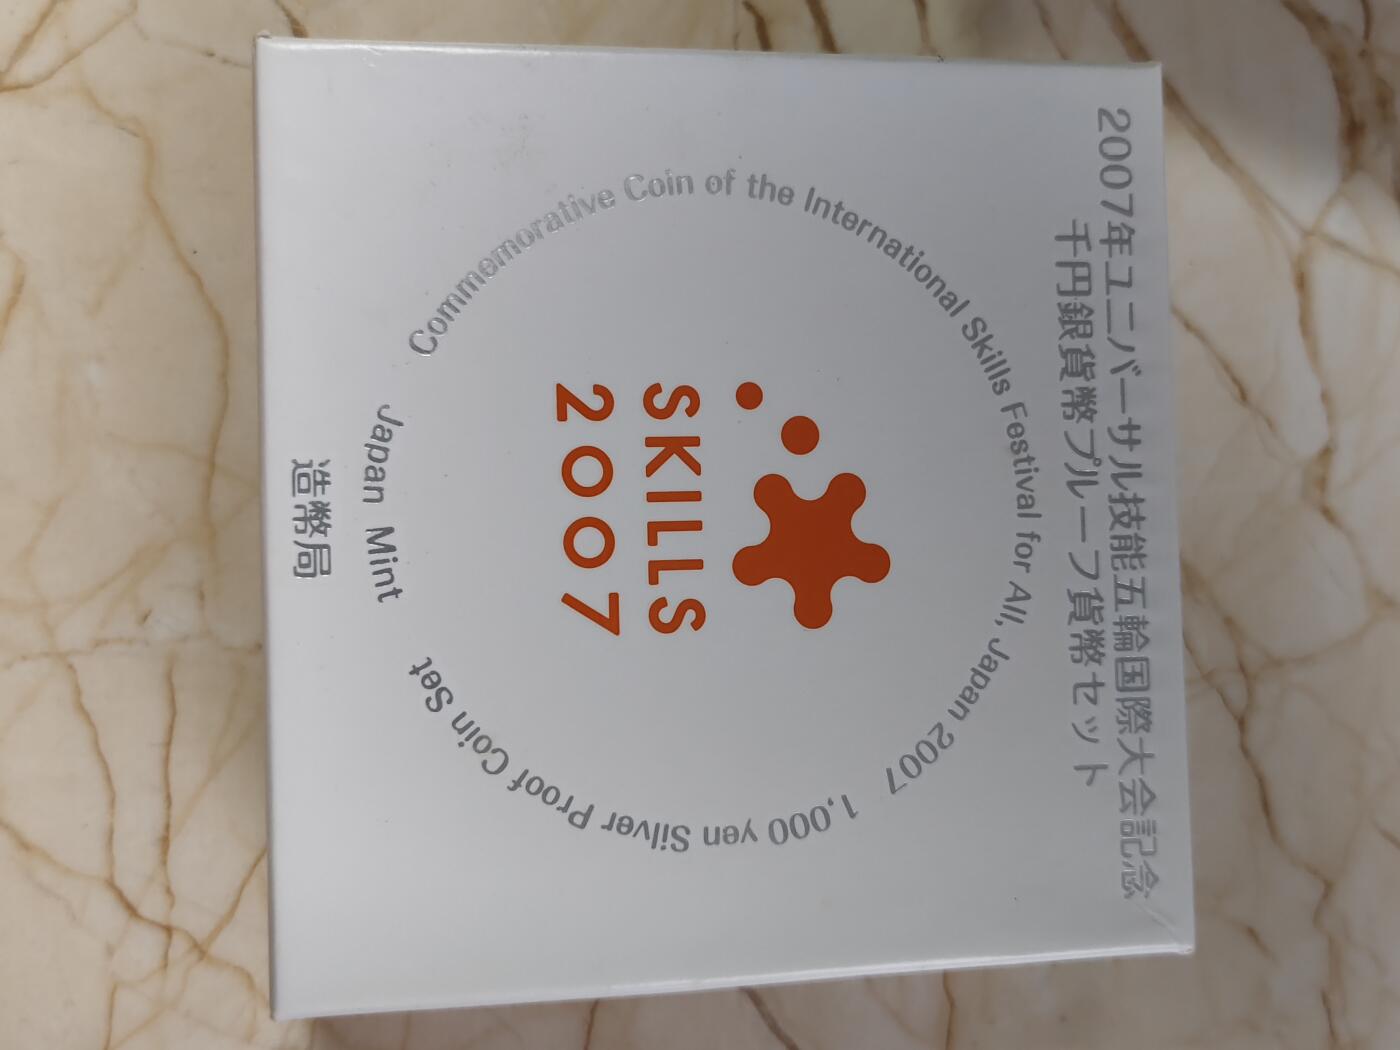 2007年ユニバーサル技能五輪国際大会記念
千円銀貨幣プルーフ貨幣セット
Commemorative Coin of the International Skills Festival for All, Japan 2007
1,000 yen Silver Proof Coin Set
SKILLS
2007
Japan Mint
造幣局